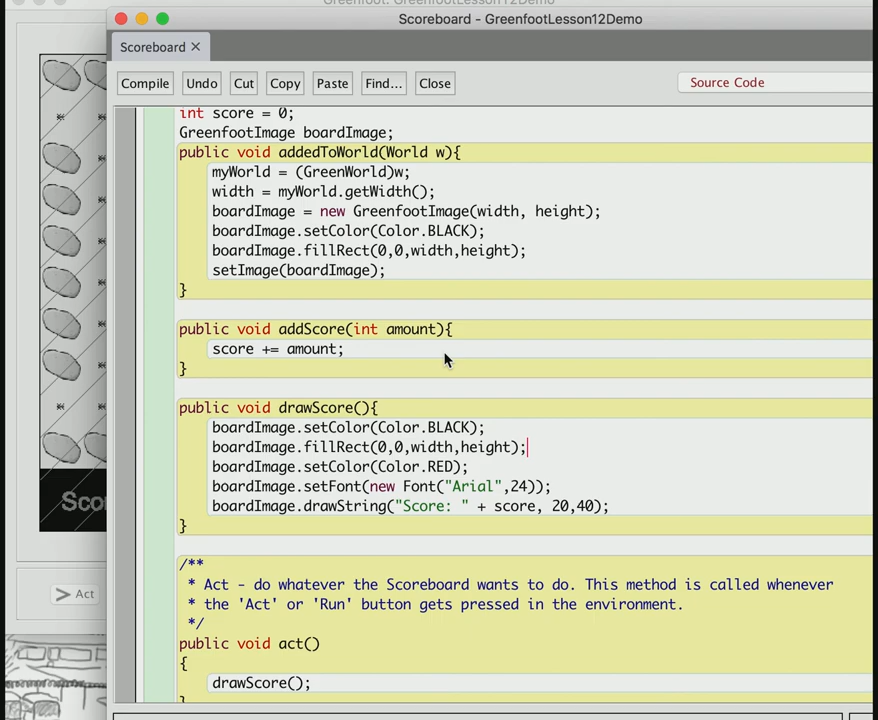 Greenfoot: GreenfootLesson12Demo
Scoreboard - GreenfootLesson12Demo
Scoreboard ×
Compile Undo Cut Copy Paste Find... Close Source Code
int score = 0;
GreenfootImage boardImage;
public void addedToWorld(World w){
myWorld = (GreenWorld)w;
width = myWorld.getWidth();
boardImage = new GreenfootImage(width, height);
boardImage.setColor(Color.BLACK);
boardImage.fillRect(0,0,width,height);
setImage(boardImage);
}
public void addScore(int amount){
score += amount;
}
public void drawScore(){
boardImage.setColor(Color.BLACK);
boardImage.fillRect(0,0,width,height);
boardImage.setColor(Color.RED);
boardImage.setFont(new Font("Arial",24));
boardImage.drawString("Score: " + score, 20,40);
}
/**
* Act - do whatever the Scoreboard wants to do. This method is called whenever
* the 'Act' or 'Run' button gets pressed in the environment.
*/
public void act()
{
drawScore();
}
Scor
Act